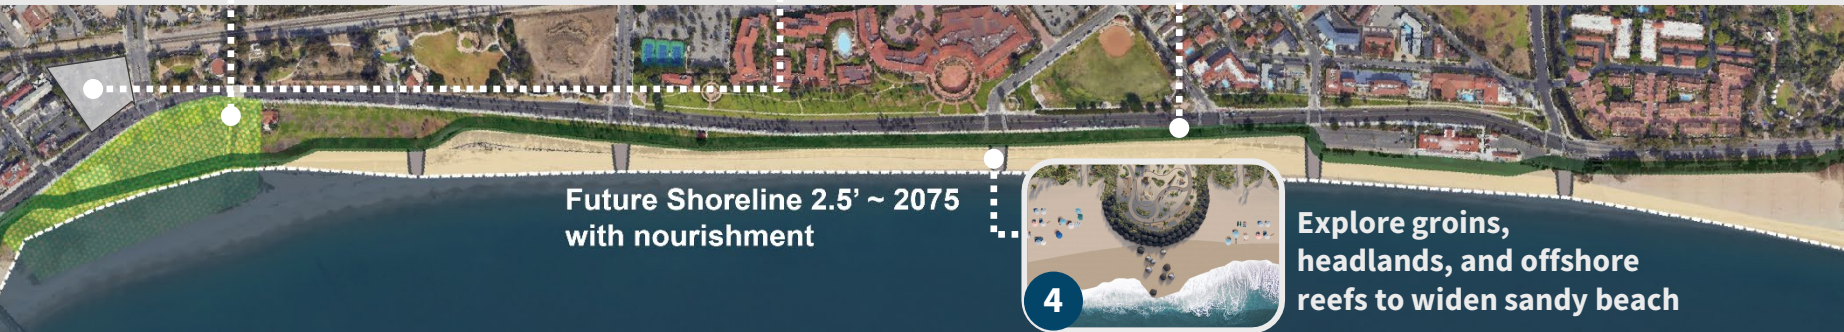 Future Shoreline 2.5’ ~ 2075
with nourishment
4
Explore groins,
headlands, and offshore
reefs to widen sandy beach